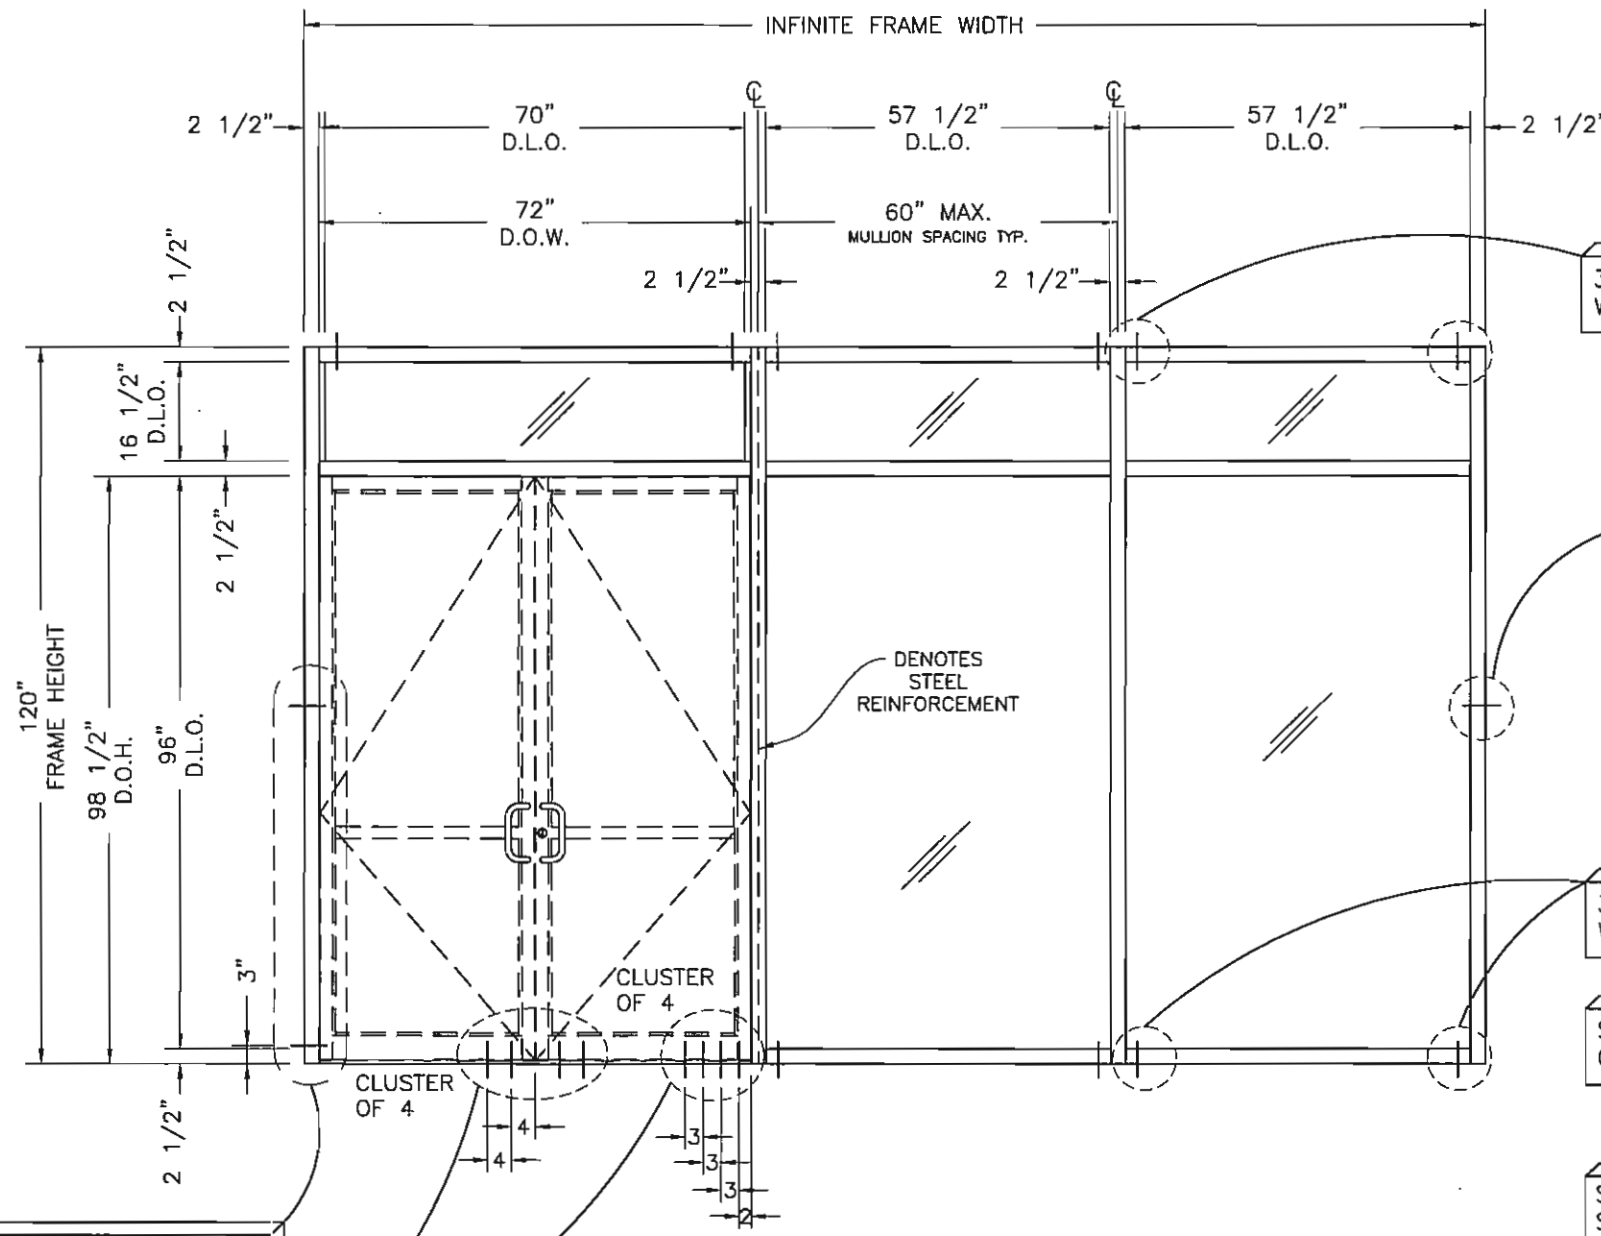 INFINITE FRAME WIDTH
℄
℄
2 1/2"
70"
D.L.O.
57 1/2"
D.L.O.
57 1/2"
D.L.O.
2 1/2"
72"
D.O.W.
60" MAX.
MULLION SPACING TYP.
2 1/2"
2 1/2"
2 1/2"
16 1/2"
D.L.O.
2 1/2"
120"
FRAME HEIGHT
98 1/2"
D.O.H.
96"
D.L.O.
3"
2 1/2"
DENOTES
STEEL
REINFORCEMENT
CLUSTER
OF 4
CLUSTER
OF 4
4
4
3
3
3
2
S
S